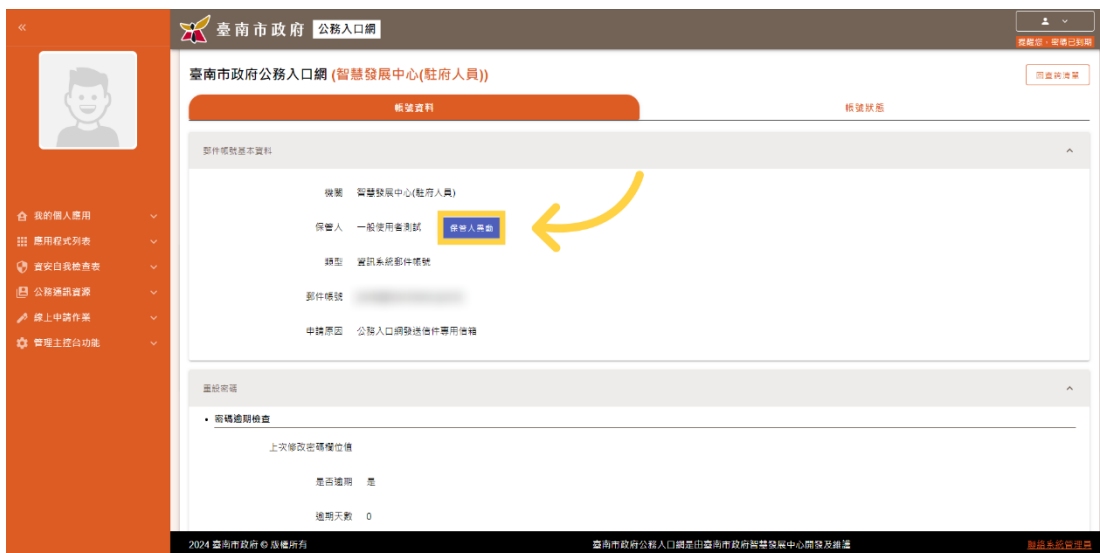 臺南市政府 公務入口網
提醒您，密碼已到期
臺南市政府公務入口網 (智慧發展中心(駐府人員))
回查詢清單
帳號資料
帳號狀態
郵件帳號基本資料
機關 智慧發展中心(駐府人員)
保管人 一般使用者測試 保管人異動
類型 資訊系統郵件帳號
郵件帳號
申請原因 公務入口網發送信件專用信箱
我的個人應用
應用程式列表
資安自我檢查表
公務通訊資源
線上申請作業
管理主控台功能
重設密碼
• 密碼逾期檢查
上次修改密碼欄位值
是否逾期 是
逾期天數 0
2024 臺南市政府 © 版權所有
臺南市政府公務入口網是由臺南市政府智慧發展中心開發及維護
聯絡系統管理員